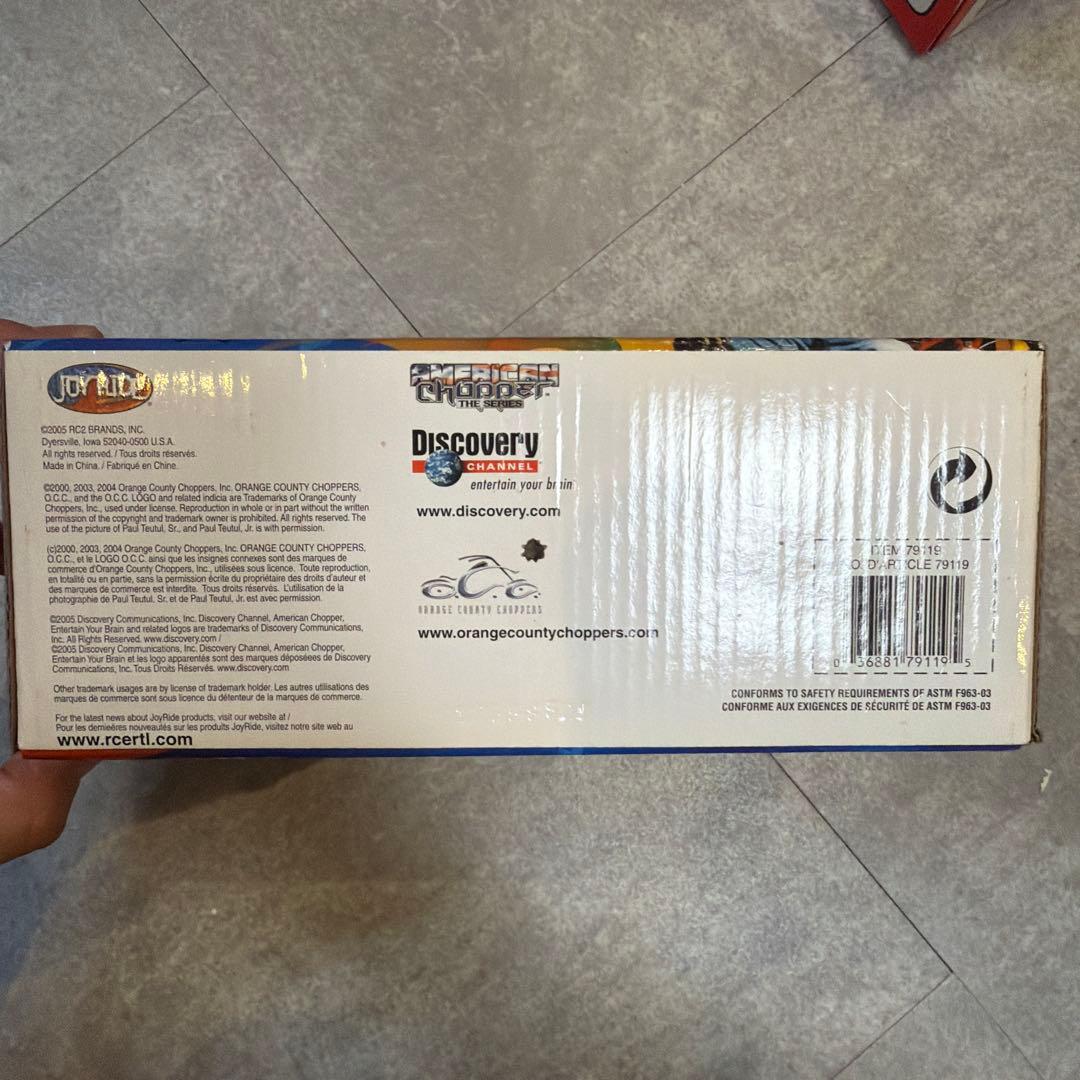 JOYRIDE
©2005 RC2 BRANDS, INC.
Dyersville, Iowa 52040-0500 U.S.A.
All rights reserved. / Tous droits réservés.
Made in China. / Fabriqué en Chine.
©2000, 2003, 2004 Orange County Choppers, Inc. ORANGE COUNTY CHOPPERS,
O.C.C., and the O.C.C. LOGO and related indicia are Trademarks of Orange County
Choppers, Inc., used under license. Reproduction in whole or in part without the written
permission of the copyright and trademark owner is prohibited. All rights reserved. The
use of the picture of Paul Teutul, Sr., and Paul Teutul, Jr. is with permission.
(c)2000, 2003, 2004 Orange County Choppers, Inc. ORANGE COUNTY CHOPPERS,
O.C.C., et le LOGO O.C.C. ainsi que les insignes connexes sont des marques de
commerce d'Orange County Choppers, Inc., utilisées sous licence. Toute reproduction,
en totalité ou en partie, sans la permission écrite du propriétaire des droits d'auteur et
des marques de commerce est interdite. Tous droits réservés. L'utilisation de la
photographie de Paul Teutul, Sr. et de Paul Teutul, Jr. est avec permission.
©2005 Discovery Communications, Inc. Discovery Channel, American Chopper,
Entertain Your Brain and related logos are trademarks of Discovery Communications,
Inc. All Rights Reserved. www.discovery.com /
©2005 Discovery Communications, Inc. Discovery Channel, American Chopper,
Entertain Your Brain et les logo apparentés sont des marques déposéees de Discovery
Communications, Inc. Tous Droits Réservés. www.discovery.com
Other trademark usages are by license of trademark holder. Les autres utilisations des
marques de commerce sont sous licence du détenteur de la marques de commerce.
For the latest news about JoyRide products, visit our website at /
Pour les dernieères nouveautés sur les produits JoyRide, visitez notre site web au
www.rcertl.com
AMERICAN
Chopper
THE SERIES
Discovery
CHANNEL
entertain your brain
www.discovery.com
ORANGE COUNTY CHOPPERS
www.orangecountychoppers.com
ITEM 79119
O. D'ARTICLE 79119
0 36881 79119 5
CONFORMS TO SAFETY REQUIREMENTS OF ASTM F963-03
CONFORME AUX EXIGENCES DE SÉCURITÉ DE ASTM F963-03